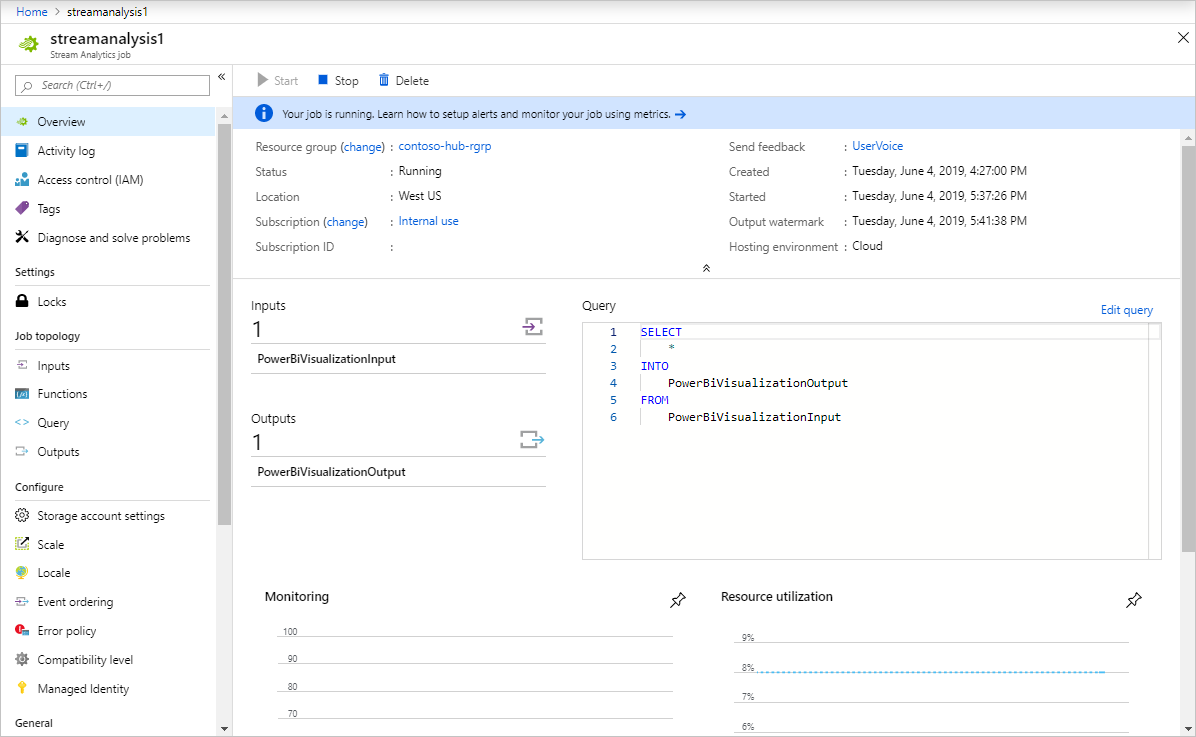 Home > streamanalysis1
streamanalysis1
Stream Analytics job
Search (Ctrl+/)
«
Overview
Activity log
Access control (IAM)
Tags
Diagnose and solve problems
Settings
Locks
Job topology
Inputs
Functions
Query
Outputs
Configure
Storage account settings
Scale
Locale
Event ordering
Error policy
Compatibility level
Managed Identity
General
Start Stop Delete
Your job is running. Learn how to setup alerts and monitor your job using metrics. →
Resource group (change) : contoso-hub-rgrp
Status : Running
Location : West US
Subscription (change) : Internal use
Subscription ID :
Send feedback : UserVoice
Created : Tuesday, June 4, 2019, 4:27:00 PM
Started : Tuesday, June 4, 2019, 5:37:26 PM
Output watermark : Tuesday, June 4, 2019, 5:41:38 PM
Hosting environment : Cloud
Inputs
1
PowerBiVisualizationInput
Outputs
1
PowerBiVisualizationOutput
Query
Edit query
1 SELECT
2 *
3 INTO
4 PowerBiVisualizationOutput
5 FROM
6 PowerBiVisualizationInput
Monitoring
100
90
80
70
Resource utilization
9%
8%
7%
6%